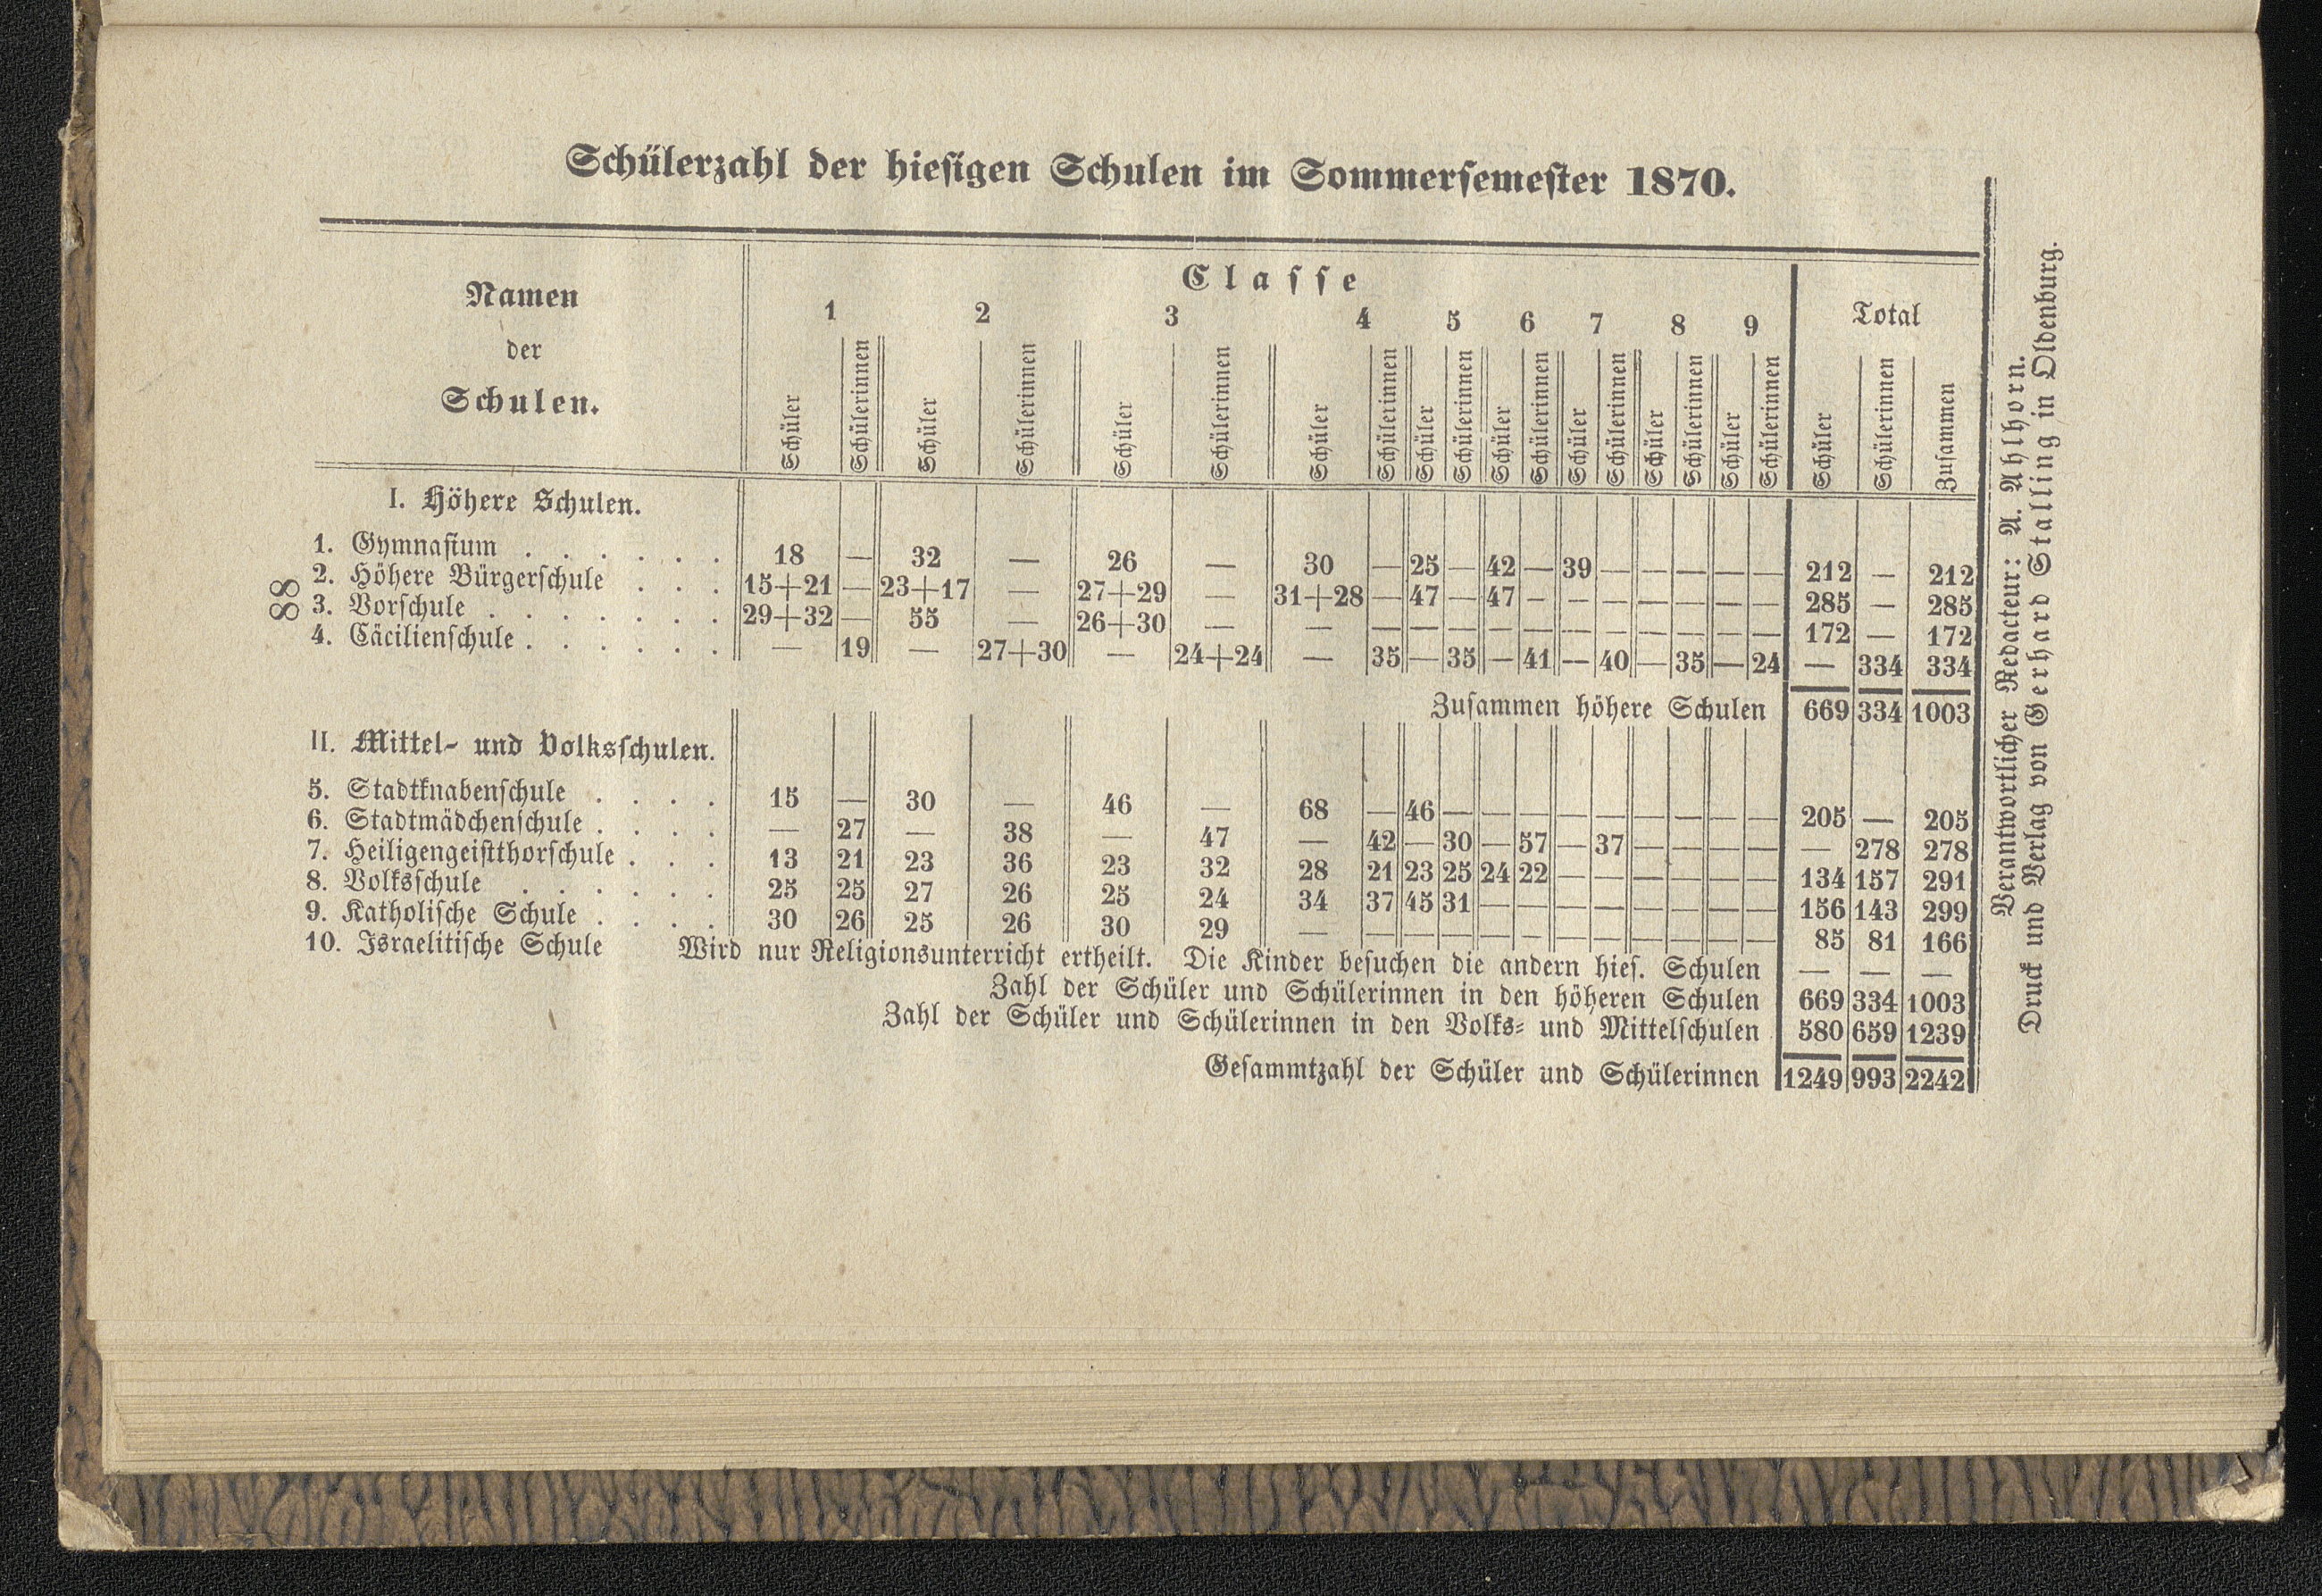 Schülerzahl der hiesigen Schulen im Sommersemester 1870.
Namen der Schulen.
Classe
Total
1 2 3 4 5 6 7 8 9
Schüler Schülerinnen Schüler Schülerinnen Schüler Schülerinnen Schüler Schülerinnen Schüler Schülerinnen Schüler Schülerinnen Schüler Schülerinnen Schüler Schülerinnen Schüler Schülerinnen Schüler Schülerinnen Zusammen
I. Höhere Schulen.
1. Gymnasium . . . . . . 18 — 32 — 26 — 30 — 25 — 42 — 39 — — — — — 212 — 212
2. Höhere Bürgerschule . . . 15+21 — 23+17 — 27+29 — 31+28 — 47 — 47 — — — — — — — 285 — 285
3. Vorschule . . . . . . . 29+32 — 55 — 26+30 — — — — — — — — — — — — — 172 — 172
4. Cäcilienschule . . . . . . — 19 — 27+30 — 24+24 — 35 — 35 — 41 — 40 — 35 — 24 — 334 334
Zusammen höhere Schulen 669 334 1003
II. Mittel- und Volksschulen.
5. Stadtknabenschule . . . . 15 — 30 — 46 — 68 — 46 — — — — — — — — — 205 — 205
6. Stadtmädchenschule . . . . — 27 — 38 — 47 — 42 — 30 — 57 — 37 — — — — — 278 278
7. Heiligengeistthorschule . . . 13 21 23 36 23 32 28 21 23 25 24 22 — — — — — — 134 157 291
8. Volksschule . . . . . . 25 25 27 26 25 24 34 37 45 31 — — — — — — — — 156 143 299
9. Katholische Schule . . . . 30 26 25 26 30 29 — — — — — — — — — — — — 85 81 166
10. Israelitische Schule Wird nur Religionsunterricht ertheilt. Die Kinder besuchen die andern hies. Schulen — — —
Zahl der Schüler und Schülerinnen in den höheren Schulen 669 334 1003
Zahl der Schüler und Schülerinnen in den Volks- und Mittelschulen 580 659 1239
Gesammtzahl der Schüler und Schülerinnen 1249 993 2242
88
Verantwortlicher Redacteur: A. Ahlhorn.
Druck und Verlag von Gerhard Stalling in Oldenburg.